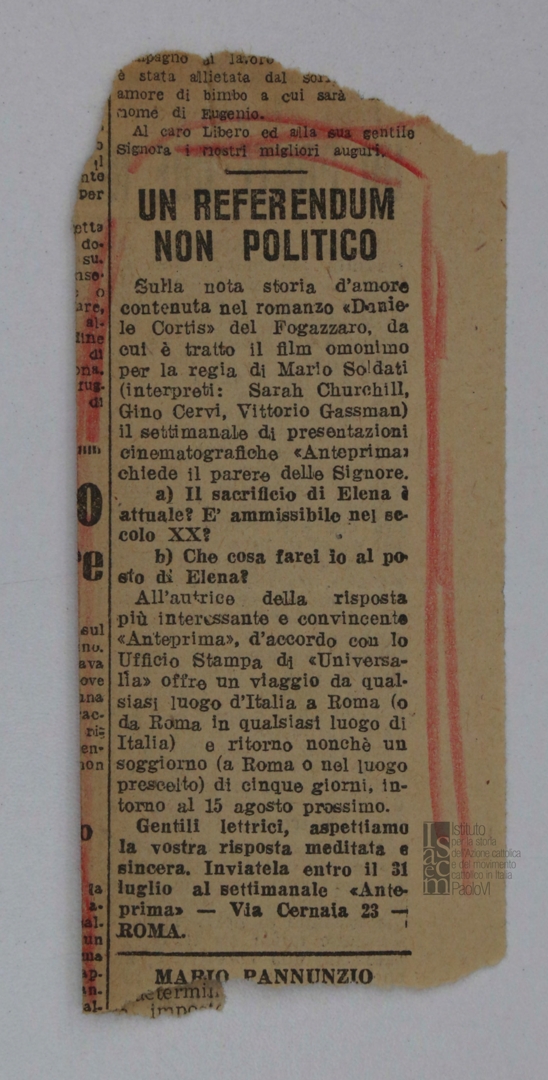 di lavoro
è stata allietata dal
amore di bimbo a cui sarà
nome di Eugenio.
Al caro Libero ed alla sua gentile
Signora i nostri migliori auguri.
UN REFERENDUM
NON POLITICO
Sulla nota storia d'amore
contenuta nel romanzo «Danie-
le Cortis» del Fogazzaro, da
cui è tratto il film omonimo
per la regia di Mario Soldati
(interpreti: Sarah Churchill,
Gino Cervi, Vittorio Gassman)
il settimanale di presentazioni
cinematografiche «Anteprima»
chiede il parere delle Signore.
a) Il sacrificio di Elena è
attuale? E' ammissibile nel se-
colo XX?
b) Che cosa farei io al po-
sto di Elena?
All'autrice della risposta
più interessante e convincente
«Anteprima», d'accordo con lo
Ufficio Stampa di «Universa-
lia» offre un viaggio da qual-
siasi luogo d'Italia a Roma (o
da Roma in qualsiasi luogo di
Italia) e ritorno nonchè un
soggiorno (a Roma o nel luogo
prescelto) di cinque giorni, in-
torno al 15 agosto prossimo.
Gentili lettrici, aspettiamo
la vostra risposta meditata e
sincera. Inviatela entro il 31
luglio al settimanale «Ante-
prima» — Via Cernaia 23 —
ROMA.
MARIO PANNUNZIO
Istituto
per la storia
dell'Azione cattolica
e del movimento
cattolico in Italia
Paolo VI